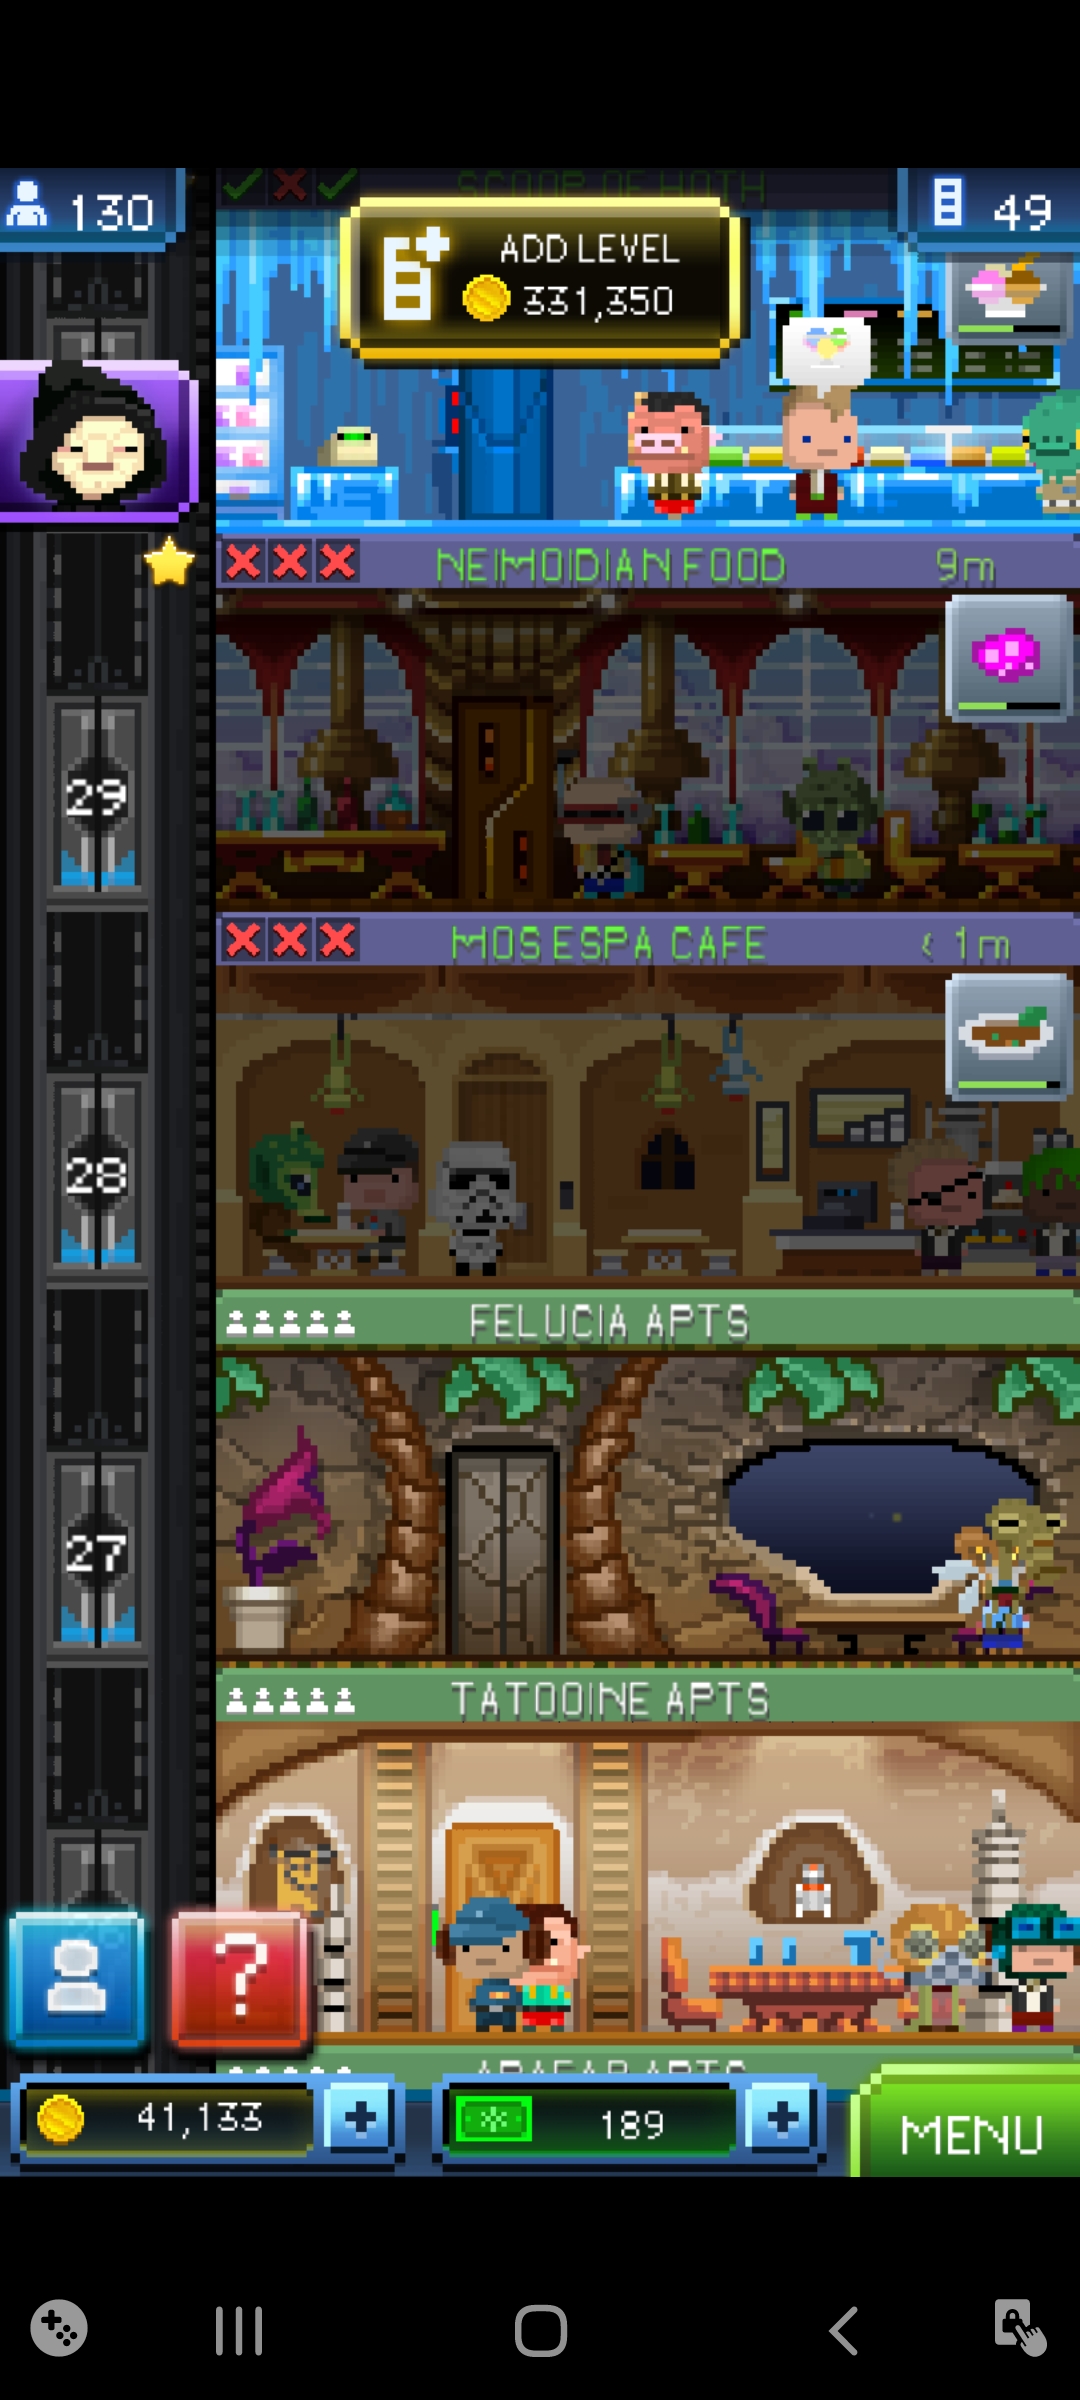 130
SCOOP OF HOTH
49
ADD LEVEL
331,350
NEIMOIDIAN FOOD 9m
29
MOS ESPA CAFE < 1m
28
FELUCIA APTS
27
TATOOINE APTS
?
41,133
189
MENU